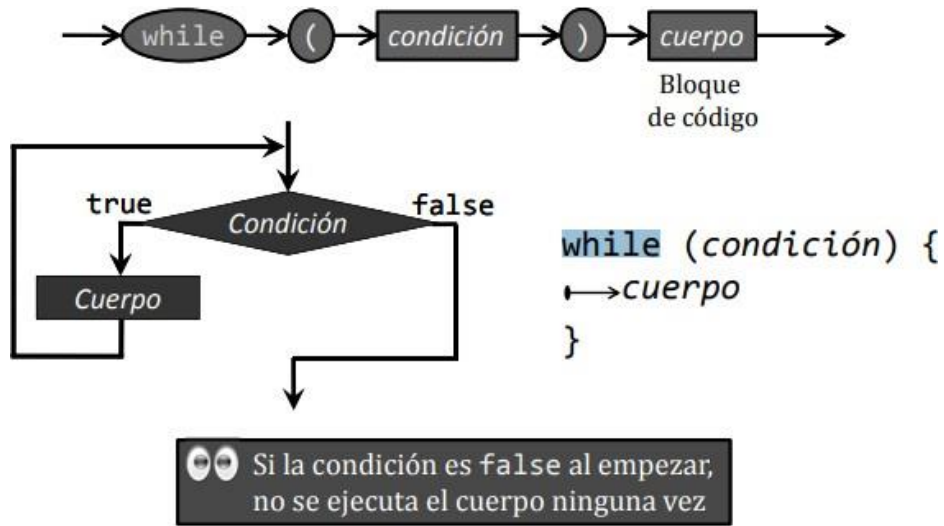 while ( condición ) cuerpo
Bloque
de código
true Condición false
Cuerpo
while (condición) {
cuerpo
}
Si la condición es false al empezar,
no se ejecuta el cuerpo ninguna vez